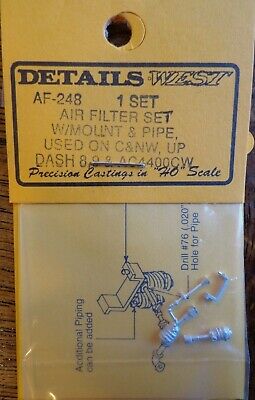 DETAILS WEST
AF-248 1 SET
AIR FILTER SET
W/MOUNT & PIPE,
USED ON C&NW, UP
DASH 8,9 & AC4400CW
Precision Castings in "HO" Scale
Drill #76 (.020")
Hole for Pipe
Additional Piping
can be added